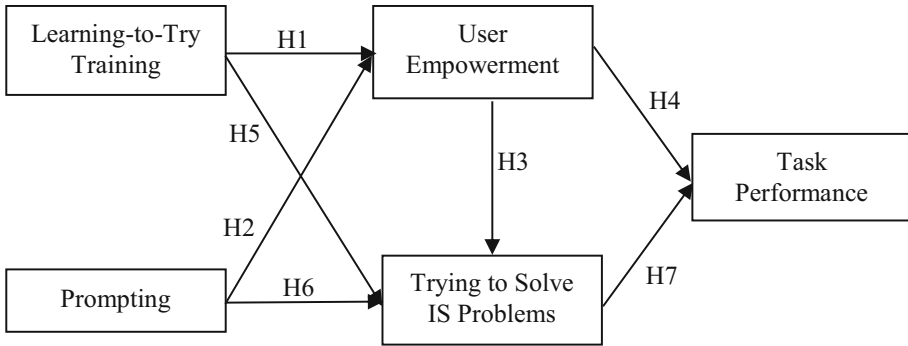 Learning-to-Try
Training
H1
User
Empowerment
H4
H5
H3
Task
Performance
H2
Prompting
H6
Trying to Solve
IS Problems
H7